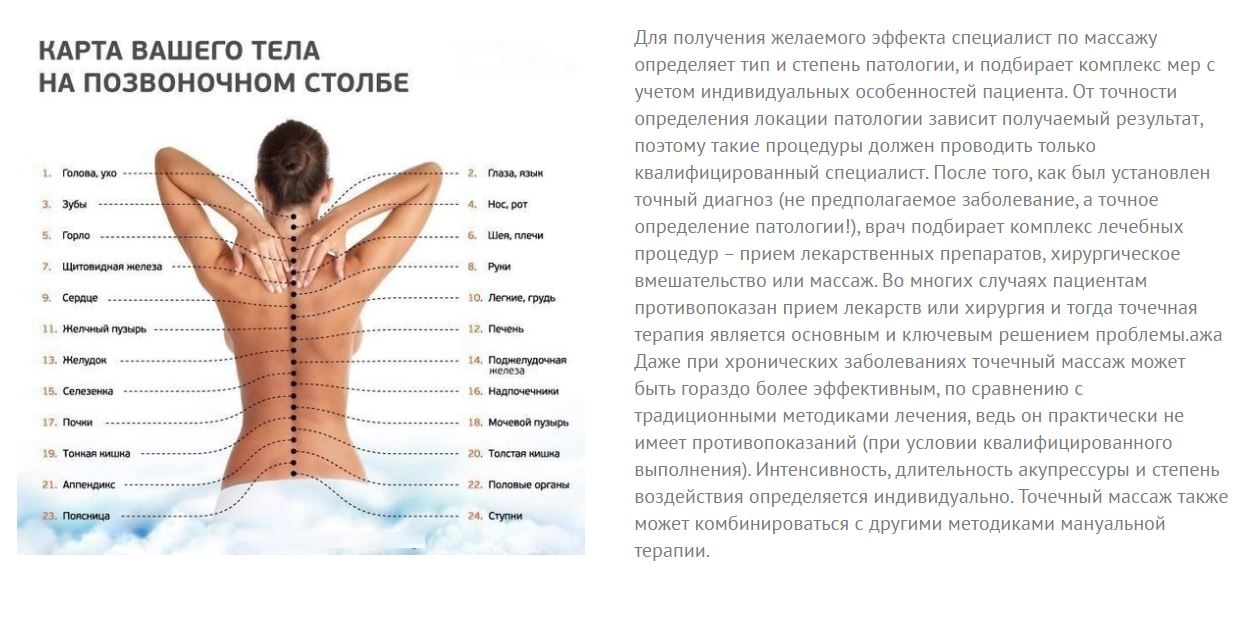 КАРТА ВАШЕГО ТЕЛА
НА ПОЗВОНОЧНОМ СТОЛБЕ
1. Голова, ухо
2. Глаза, язык
3. Зубы
4. Нос, рот
5. Горло
6. Шея, плечи
7. Щитовидная железа
8. Руки
9. Сердце
10. Легкие, грудь
11. Желчный пузырь
12. Печень
13. Желудок
14. Поджелудочная
железа
15. Селезенка
16. Надпочечники
17. Почки
18. Мочевой пузырь
19. Тонкая кишка
20. Толстая кишка
21. Аппендикс
22. Половые органы
23. Поясница
24. Ступни
Для получения желаемого эффекта специалист по массажу
определяет тип и степень патологии, и подбирает комплекс мер с
учетом индивидуальных особенностей пациента. От точности
определения локации патологии зависит получаемый результат,
поэтому такие процедуры должен проводить только
квалифицированный специалист. После того, как был установлен
точный диагноз (не предполагаемое заболевание, а точное
определение патологии!), врач подбирает комплекс лечебных
процедур – прием лекарственных препаратов, хирургическое
вмешательство или массаж. Во многих случаях пациентам
противопоказан прием лекарств или хирургия и тогда точечная
терапия является основным и ключевым решением проблемы.ажа
Даже при хронических заболеваниях точечный массаж может
быть гораздо более эффективным, по сравнению с
традиционными методиками лечения, ведь он практически не
имеет противопоказаний (при условии квалифицированного
выполнения). Интенсивность, длительность акупрессуры и степень
воздействия определяется индивидуально. Точечный массаж также
может комбинироваться с другими методиками мануальной
терапии.